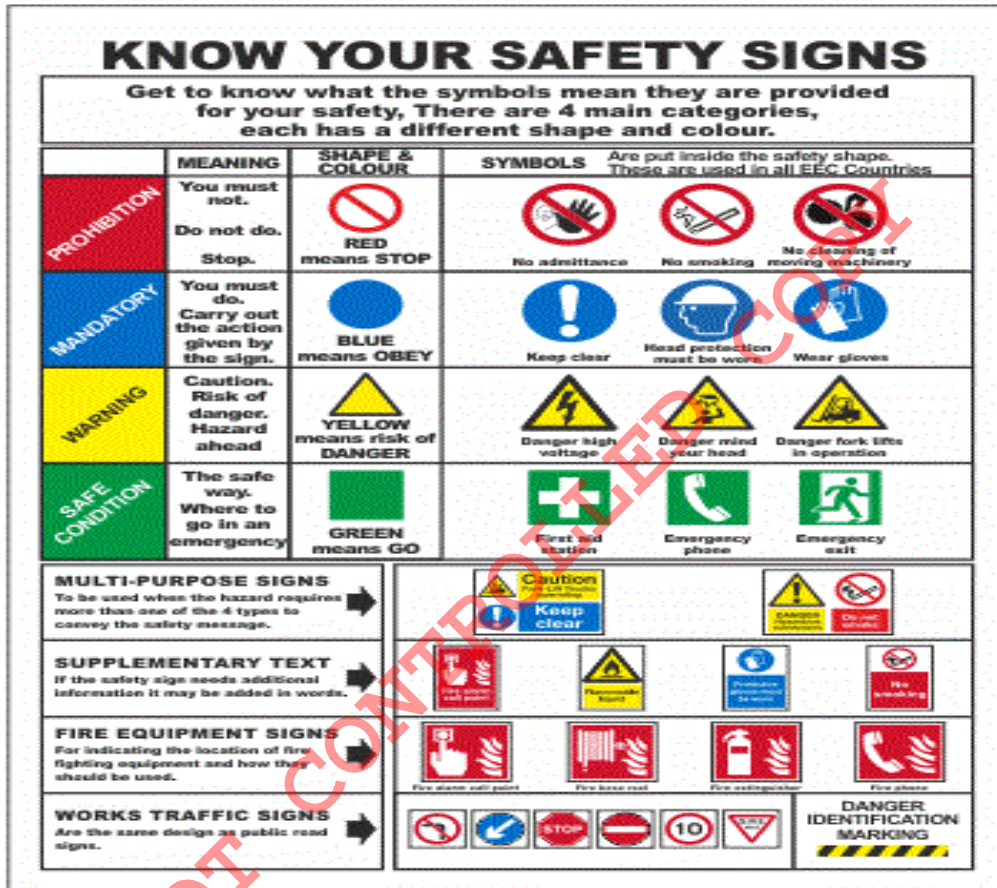 KNOW YOUR SAFETY SIGNS
Get to know what the symbols mean they are provided
for your safety, There are 4 main categories,
each has a different shape and colour.
MEANING
SHAPE &
COLOUR
SYMBOLS
Are put inside the safety shape.
These are used in all EEC Countries
PROHIBITION
You must
not.
Do not do.
Stop.
RED
means STOP
No admittance
No smoking
No cleaning of
moving machinery
MANDATORY
You must
do.
Carry out
the action
given by
the sign.
BLUE
means OBEY
Keep clear
Head protection
must be worn
Wear gloves
WARNING
Caution.
Risk of
danger.
Hazard
ahead
YELLOW
means risk of
DANGER
Danger high
voltage
Danger mind
your head
Danger fork lifts
in operation
SAFE
CONDITION
The safe
way.
Where to
go in an
emergency
GREEN
means GO
First aid
station
Emergency
phone
Emergency
exit
MULTI-PURPOSE SIGNS
To be used when the hazard requires
more than one of the 4 types to
convey the safety message.
Caution
Keep
clear
DANGER
Do not
smoke
SUPPLEMENTARY TEXT
If the safety sign needs additional
information it may be added in words.
Fire alarm
call point
Flammable
liquid
No
smoking
FIRE EQUIPMENT SIGNS
For indicating the location of fire
fighting equipment and how they
should be used.
Fire alarm call point
Fire hose reel
Fire extinguisher
Fire phone
WORKS TRAFFIC SIGNS
Are the same design as public road
signs.
STOP
10
DANGER
IDENTIFICATION
MARKING
NOT CONTROLLED COPY